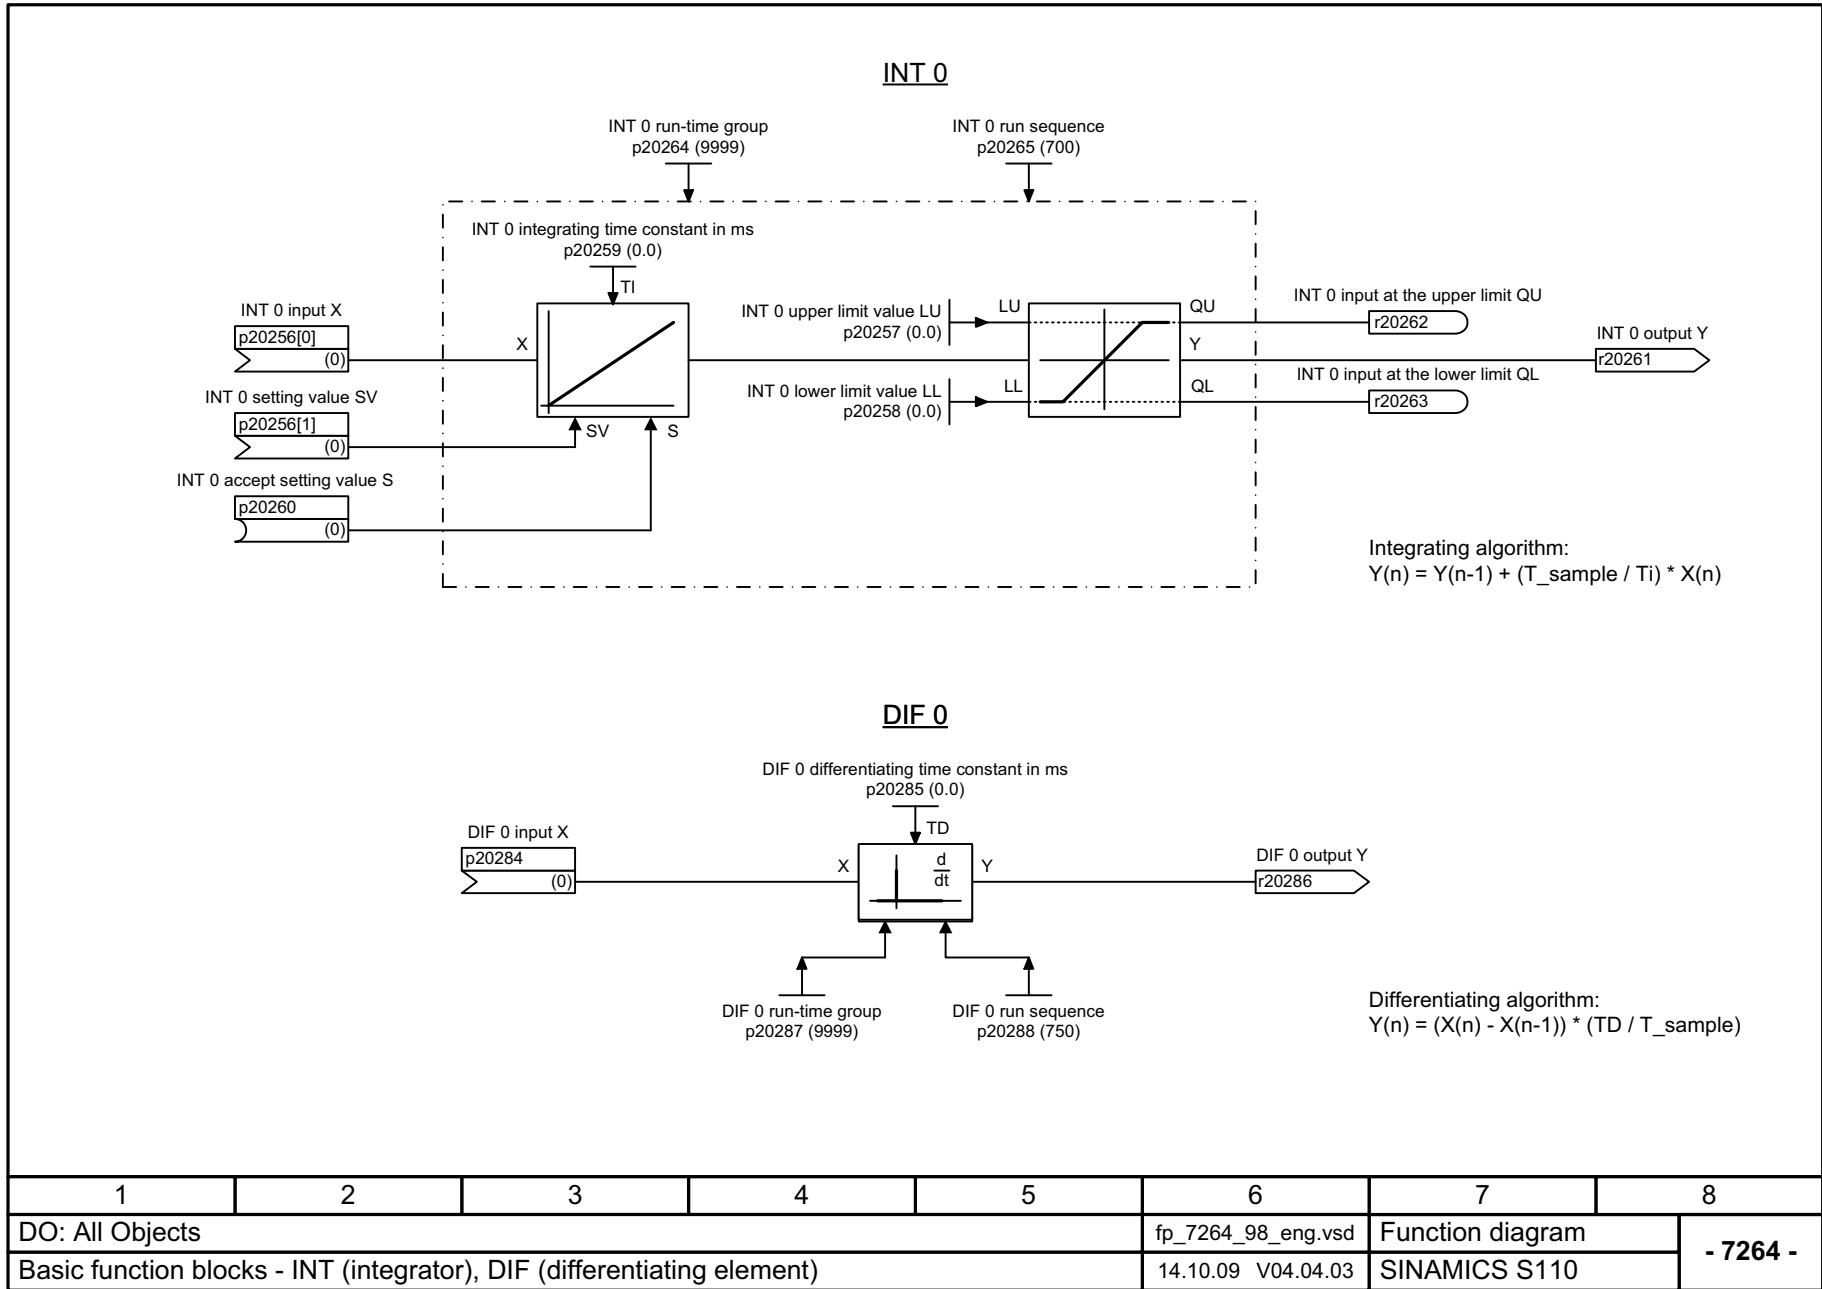 INT 0
INT 0 run-time group
p20264 (9999)
INT 0 run sequence
p20265 (700)
INT 0 integrating time constant in ms
p20259 (0.0)
TI
INT 0 input X
p20256[0]
(0)
X
INT 0 setting value SV
p20256[1]
(0)
SV
S
INT 0 accept setting value S
p20260
(0)
INT 0 upper limit value LU
p20257 (0.0)
LU
INT 0 lower limit value LL
p20258 (0.0)
LL
QU
Y
QL
INT 0 input at the upper limit QU
r20262
INT 0 output Y
r20261
INT 0 input at the lower limit QL
r20263
Integrating algorithm:
Y(n) = Y(n-1) + (T_sample / Ti) * X(n)
DIF 0
DIF 0 differentiating time constant in ms
p20285 (0.0)
TD
DIF 0 input X
p20284
(0)
X
d
dt
Y
DIF 0 output Y
r20286
DIF 0 run-time group
p20287 (9999)
DIF 0 run sequence
p20288 (750)
Differentiating algorithm:
Y(n) = (X(n) - X(n-1)) * (TD / T_sample)
1 2 3 4 5 6 7 8
DO: All Objects
fp_7264_98_eng.vsd
Function diagram
- 7264 -
Basic function blocks - INT (integrator), DIF (differentiating element)
14.10.09 V04.04.03
SINAMICS S110